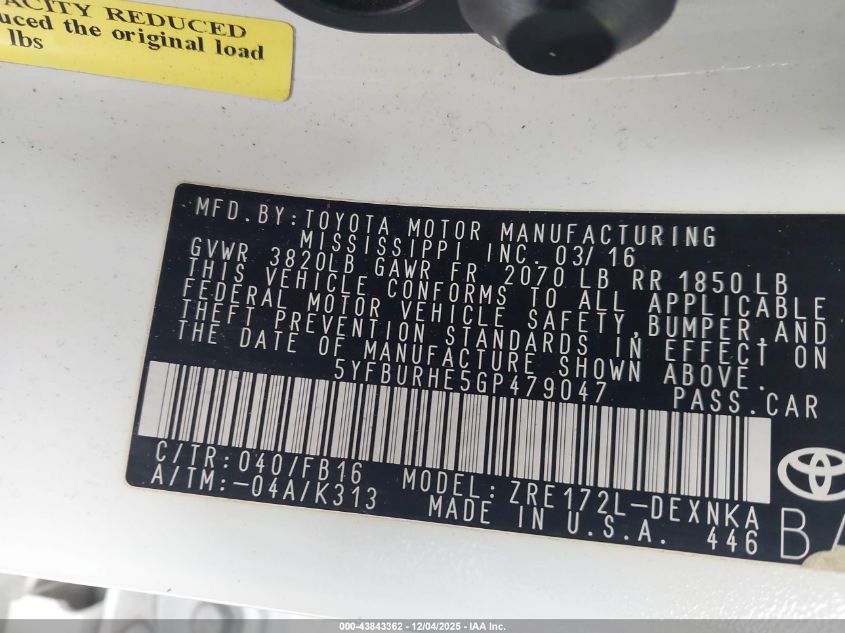 ACITY REDUCED
uced the original load
lbs
MFD.BY:TOYOTA MOTOR MANUFACTURING
MISSISSIPPI INC. 03/16
GVWR 3820LB GAWR FR 2070 LB RR 1850 LB
THIS VEHICLE CONFORMS TO ALL APPLICABLE
FEDERAL MOTOR VEHICLE SAFETY,BUMPER,AND
THEFT PREVENTION STANDARDS IN EFFECT ON
THE DATE OF MANUFACTURE SHOWN ABOVE.
5YFBURHE5GP479047 PASS.CAR
C/TR:040/FB16 MODEL:ZRE172L-DEXNKA
A/TM:-04A/K313 MADE IN U.S.A. 446
BA
000-43843362 - 12/04/2025 - IAA Inc.